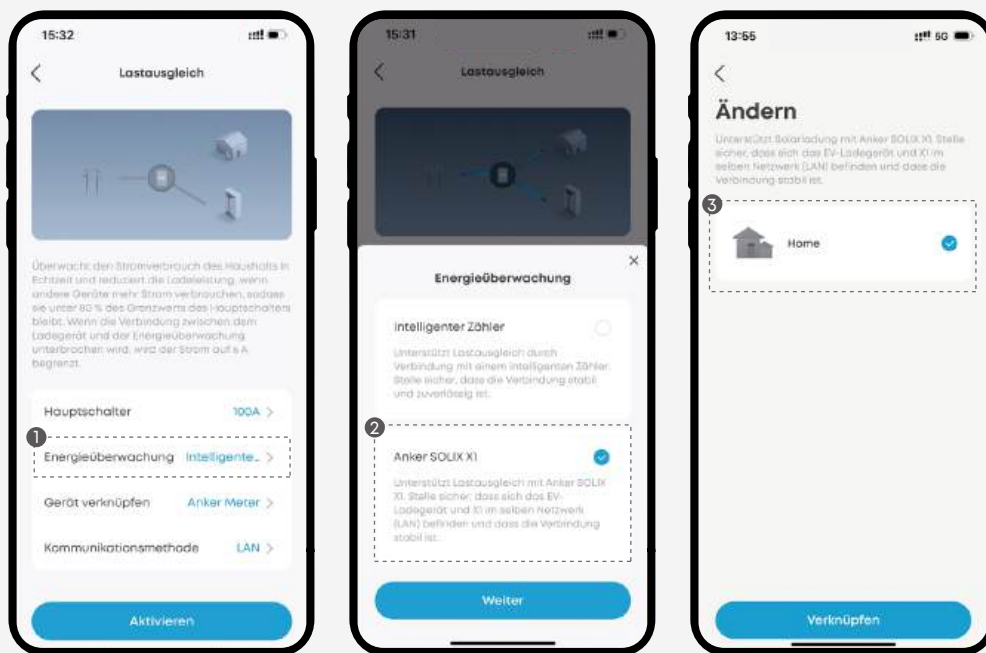 15:32
Lastausgleich
Überwacht den Stromverbrauch des Haushalts in
Echtzeit und reduziert die Ladeleistung, wenn
andere Geräte mehr Strom verbrauchen, sodass
sie unter 80 % des Grenzwerts des Hauptschalters
bleibt. Wenn die Verbindung zwischen dem
Ladegerät und der Energieüberwachung
unterbrochen wird, wird der Strom auf 6 A
begrenzt.
Hauptschalter 100A >
1
Energieüberwachung Intelligente... >
Gerät verknüpfen Anker Meter >
Kommunikationsmethode LAN >
Aktivieren
15:31
Lastausgleich
Energieüberwachung
Intelligenter Zähler
Unterstützt Lastausgleich durch
Verbindung mit einem intelligenten Zähler.
Stelle sicher, dass die Verbindung stabil
und zuverlässig ist.
2
Anker SOLIX X1
Unterstützt Lastausgleich mit Anker SOLIX
X1. Stelle sicher, dass sich das EV-
Ladegerät und X1 im selben Netzwerk
(LAN) befinden und dass die Verbindung
stabil ist.
Weiter
13:55
5G
Ändern
Unterstützt Solarladung mit Anker SOLIX X1. Stelle
sicher, dass sich das EV-Ladegerät und X1 im
selben Netzwerk (LAN) befinden und dass die
Verbindung stabil ist.
3
Home
Verknüpfen